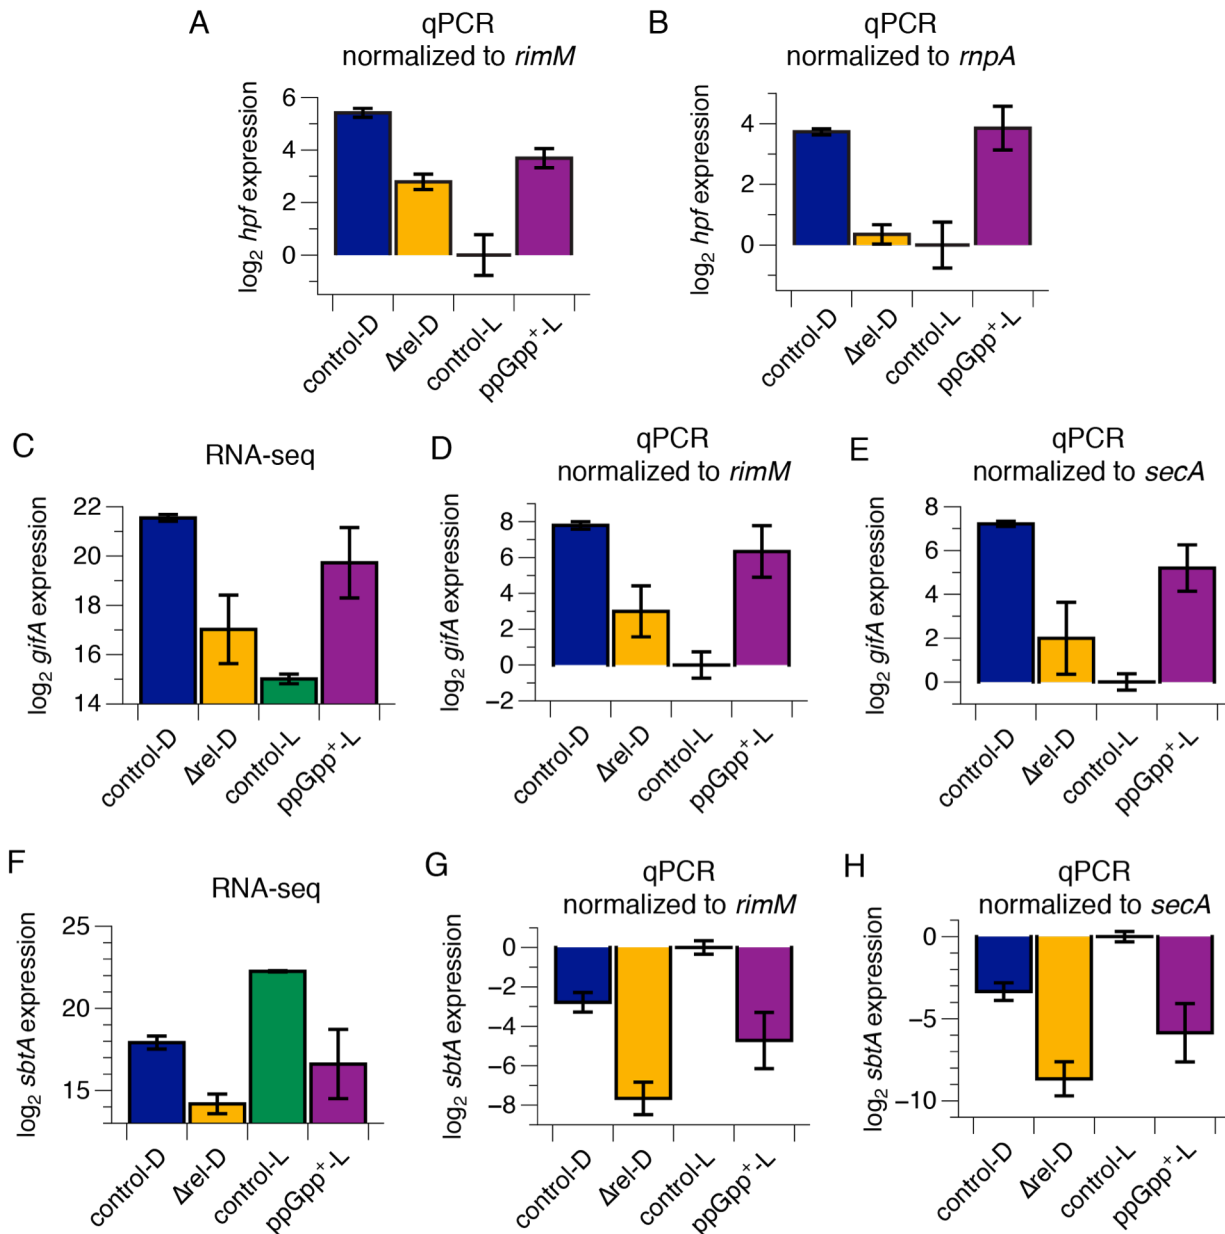 A
qPCR
normalized to rimM
log₂ hpf expression
6
4
2
0
control-D
Δrel-D
control-L
ppGpp⁺-L
B
qPCR
normalized to rnpA
log₂ hpf expression
4
2
0
control-D
Δrel-D
control-L
ppGpp⁺-L
C
RNA-seq
log₂ gifA expression
22
20
18
16
14
control-D
Δrel-D
control-L
ppGpp⁺-L
D
qPCR
normalized to rimM
log₂ gifA expression
8
6
4
2
0
−2
control-D
Δrel-D
control-L
ppGpp⁺-L
E
qPCR
normalized to secA
log₂ gifA expression
8
6
4
2
0
control-D
Δrel-D
control-L
ppGpp⁺-L
F
RNA-seq
log₂ sbtA expression
25
20
15
control-D
Δrel-D
control-L
ppGpp⁺-L
G
qPCR
normalized to rimM
log₂ sbtA expression
0
−2
−4
−6
−8
control-D
Δrel-D
control-L
ppGpp⁺-L
H
qPCR
normalized to secA
log₂ sbtA expression
0
−5
−10
control-D
Δrel-D
control-L
ppGpp⁺-L